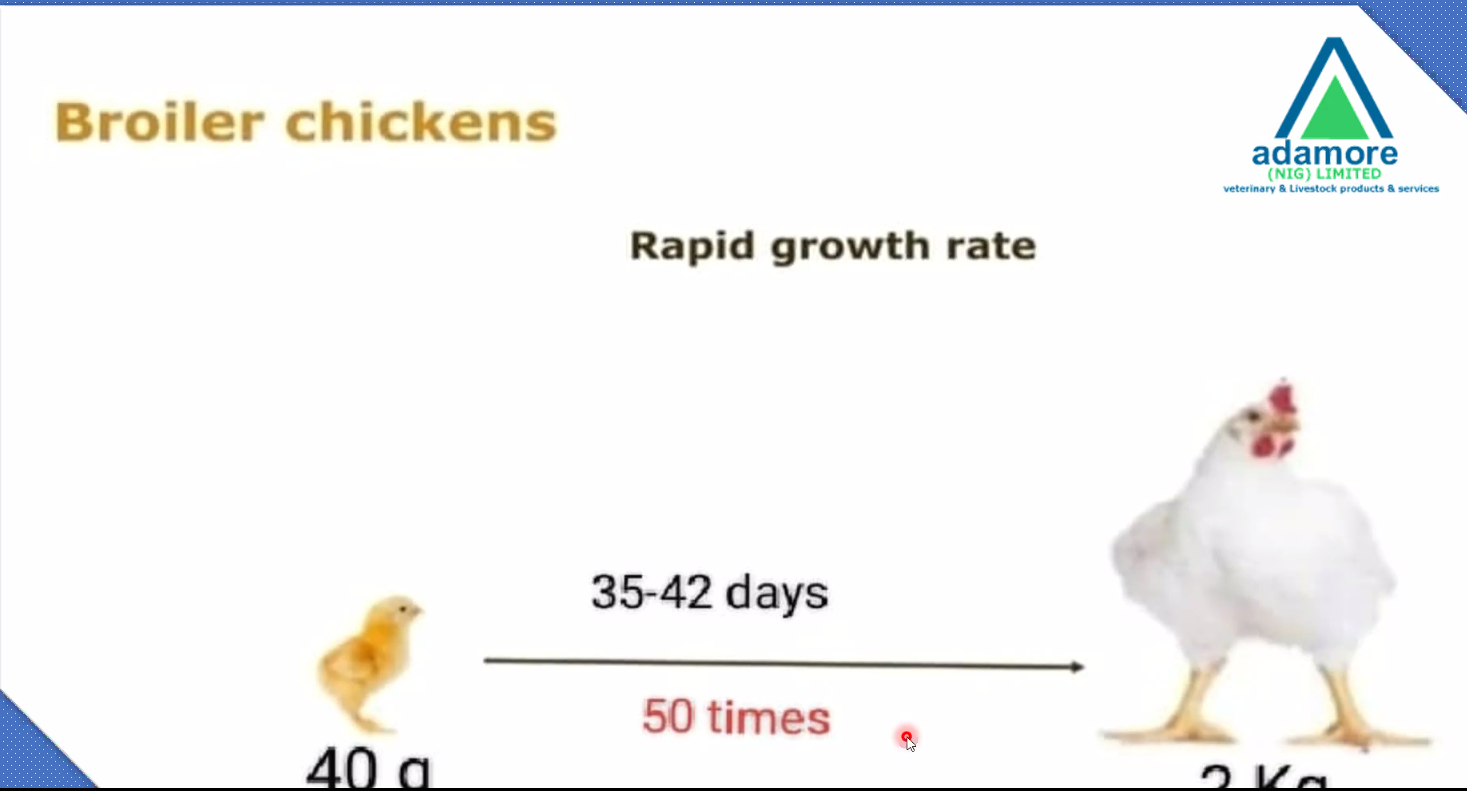 Broiler chickens
adamore
(NIG) LIMITED
veterinary & Livestock products & services
Rapid growth rate
35-42 days
50 times
40 g
2 Kg